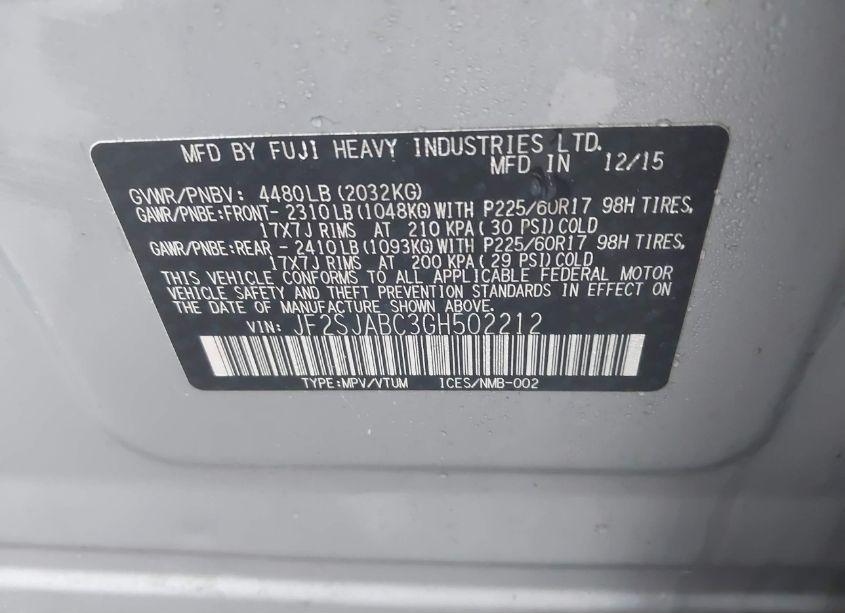 MFD BY FUJI HEAVY INDUSTRIES LTD.
MFD IN 12/15
GVWR/PNBV: 4480LB(2032KG)
GAWR/PNBE:FRONT- 2310LB(1048KG)WITH P225/60R17 98H TIRES,
17X7J RIMS AT 210 KPA( 30 PSI)COLD
GAWR/PNBE:REAR - 2410LB(1093KG)WITH P225/60R17 98H TIRES,
17X7J RIMS AT 200 KPA( 29 PSI)COLD
THIS VEHICLE CONFORMS TO ALL APPLICABLE FEDERAL MOTOR
VEHICLE SAFETY AND THEFT PREVENTION STANDARDS IN EFFECT ON
THE DATE OF MANUFACTURE SHOWN ABOVE.
VIN: JF2SJABC3GH502212
TYPE:MPV/VTUM ICES/NMB-002